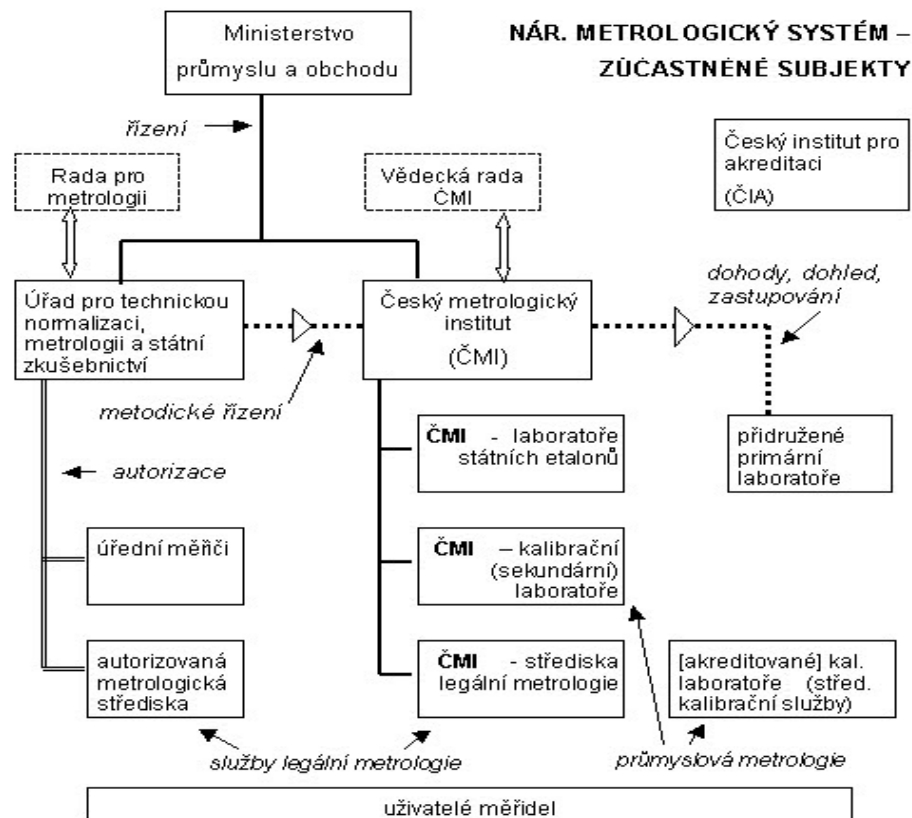 Ministerstvo
průmyslu a obchodu
NÁR. METROLOGICKÝ SYSTÉM –
ZÚČASTNĚNÉ SUBJEKTY
řízení
Rada pro
metrologii
Vědecká rada
ČMI
Český institut pro
akreditaci
(ČIA)
Úřad pro technickou
normalizaci,
metrologii a státní
zkušebnictví
Český metrologický
institut
(ČMI)
dohody, dohled,
zastupování
metodické řízení
autorizace
ČMI - laboratoře
státních etalonů
přidružené
primární
laboratoře
úřední měřiči
ČMI – kalibrační
(sekundární)
laboratoře
autorizovaná
metrologická
střediska
ČMI - střediska
legální metrologie
[akreditované] kal.
laboratoře (střed.
kalibrační služby)
služby legální metrologie
průmyslová metrologie
uživatelé měřidel